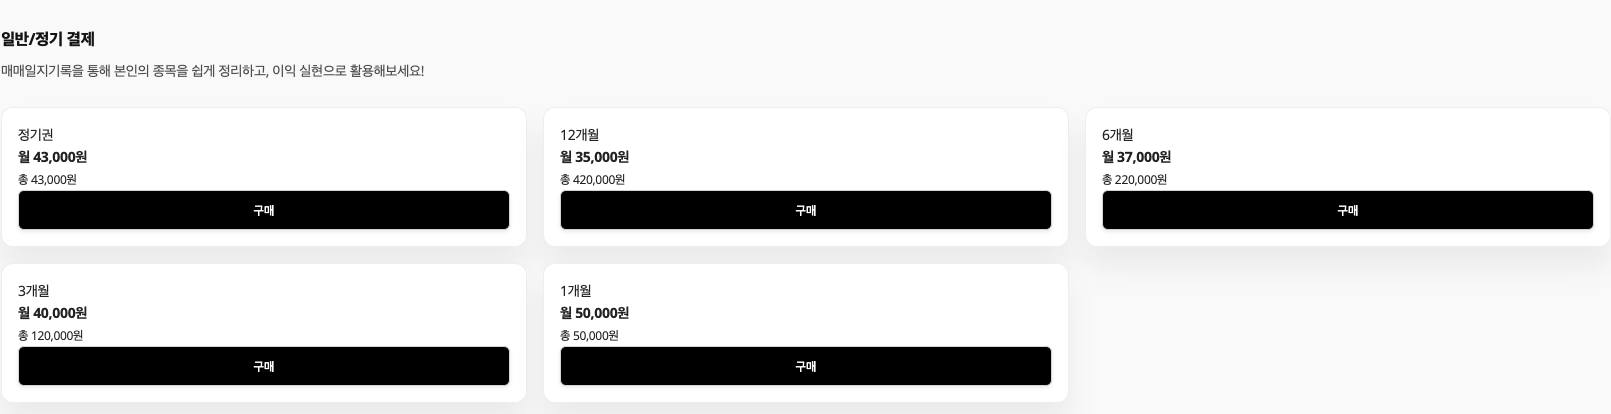 일반/정기 결제
매매일지기록을 통해 본인의 종목을 쉽게 정리하고, 이익 실현으로 활용해보세요!
정기권
월 43,000원
총 43,000원
구매
12개월
월 35,000원
총 420,000원
구매
6개월
월 37,000원
총 220,000원
구매
3개월
월 40,000원
총 120,000원
구매
1개월
월 50,000원
총 50,000원
구매